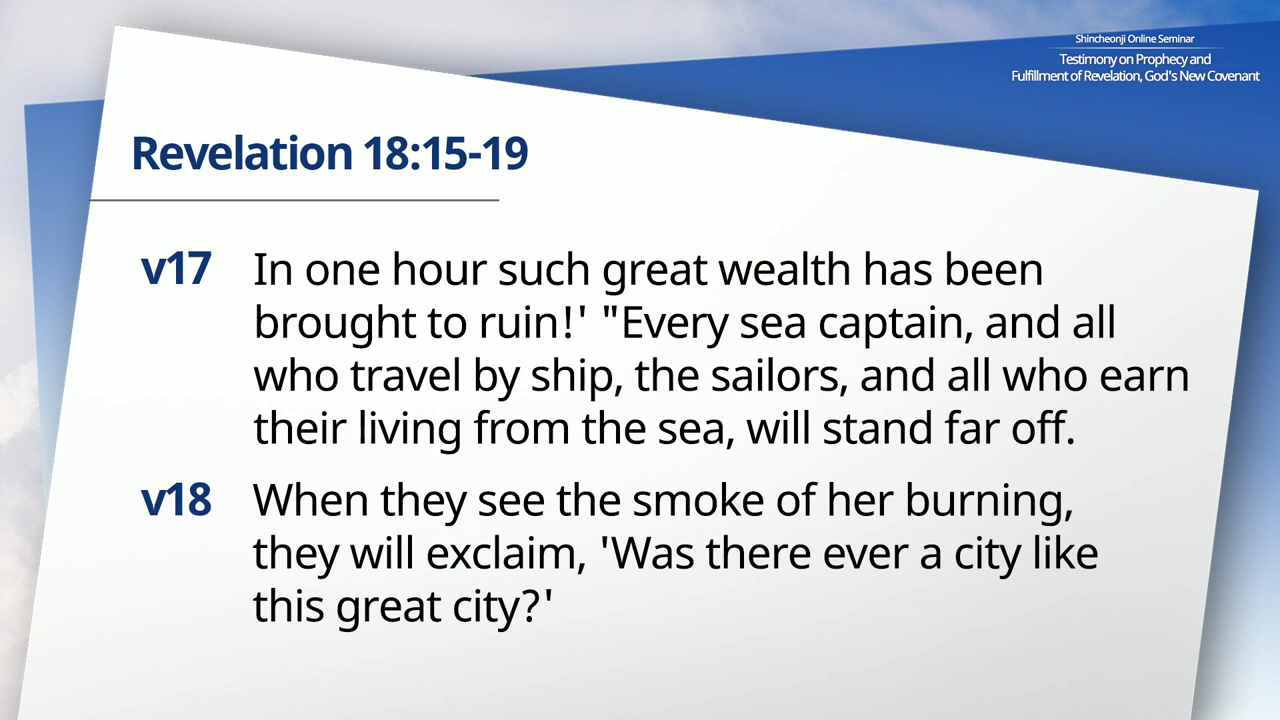 Shincheonji Online Seminar
Testimony on Prophecy and
Fulfillment of Revelation, God's New Covenant
Revelation 18:15-19
v17 In one hour such great wealth has been
brought to ruin!' "Every sea captain, and all
who travel by ship, the sailors, and all who earn
their living from the sea, will stand far off.
v18 When they see the smoke of her burning,
they will exclaim, 'Was there ever a city like
this great city?'